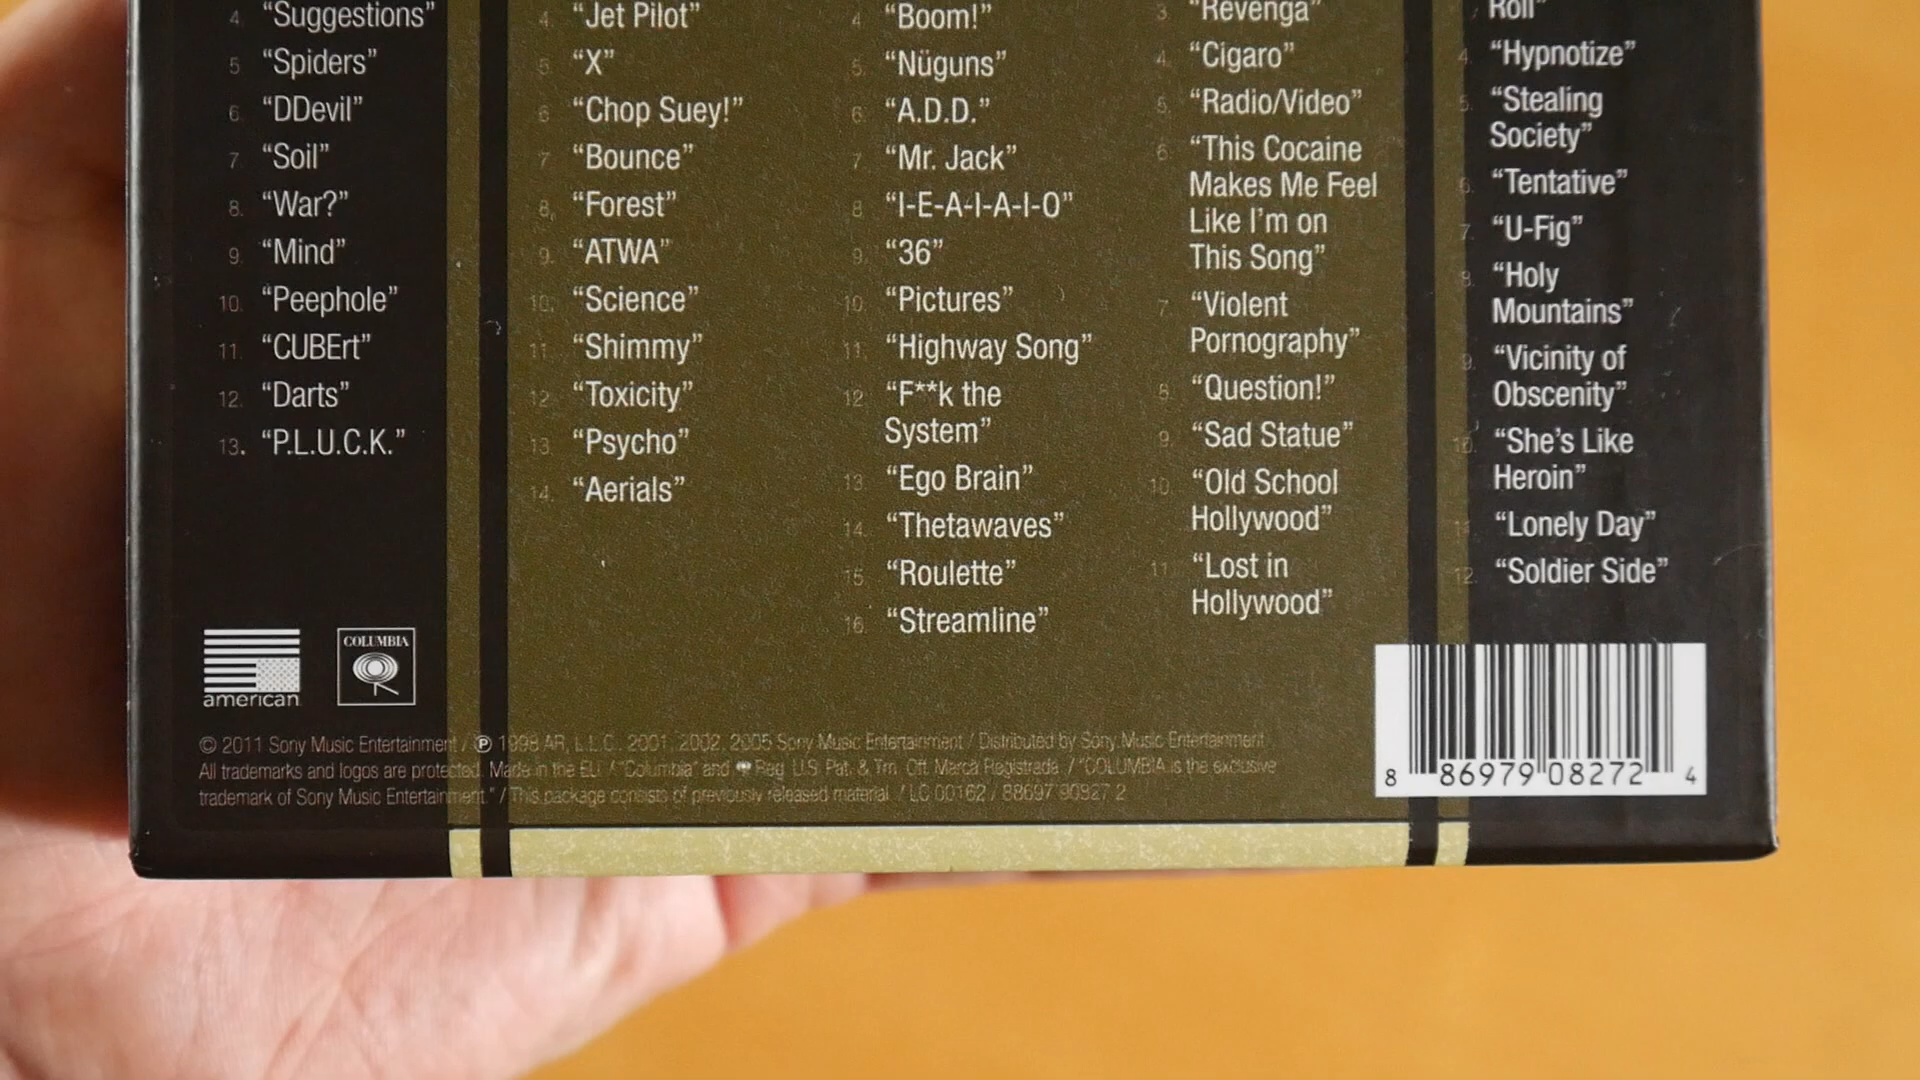 4. “Suggestions”
5 “Spiders”
6. “DDevil”
7 “Soil”
8. “War?”
9. “Mind”
10. “Peephole”
11. “CUBErt”
12. “Darts”
13. “P.L.U.C.K.”
4. “Jet Pilot”
5. “X”
6 “Chop Suey!”
7 “Bounce”
8. “Forest”
9. “ATWA”
10. “Science”
11. “Shimmy”
12 “Toxicity”
13 “Psycho”
14. “Aerials”
4 “Boom!”
5. “Nüguns”
6. “A.D.D.”
7 “Mr. Jack”
8 “I-E-A-I-A-I-O”
9. “36”
10. “Pictures”
11. “Highway Song”
12 “F**k the
System”
13. “Ego Brain”
14. “Thetawaves”
15. “Roulette”
16. “Streamline”
3. “Revenga”
4. “Cigaro”
5. “Radio/Video”
6 “This Cocaine
Makes Me Feel
Like I’m on
This Song”
7 “Violent
Pornography”
8 “Question!”
9. “Sad Statue”
10. “Old School
Hollywood”
11 “Lost in
Hollywood”
Roll”
4. “Hypnotize”
5. “Stealing
Society”
6. “Tentative”
7. “U-Fig”
8. “Holy
Mountains”
9. “Vicinity of
Obscenity”
10. “She’s Like
Heroin”
11 “Lonely Day”
12. “Soldier Side”
american
COLUMBIA
© 2011 Sony Music Entertainment / ℗ 1998 AR, L.L.C. 2001, 2002, 2005 Sony Music Entertainment / Distributed by Sony Music Entertainment
All trademarks and logos are protected. Made in the EU / “Columbia” and Reg. U.S. Pat. & Tm. Off. Marca Registrada. / “COLUMBIA is the exclusive
trademark of Sony Music Entertainment.” / This package consists of previously released material / LC 00162 / 88697 90827 2
8 86979 08272 4